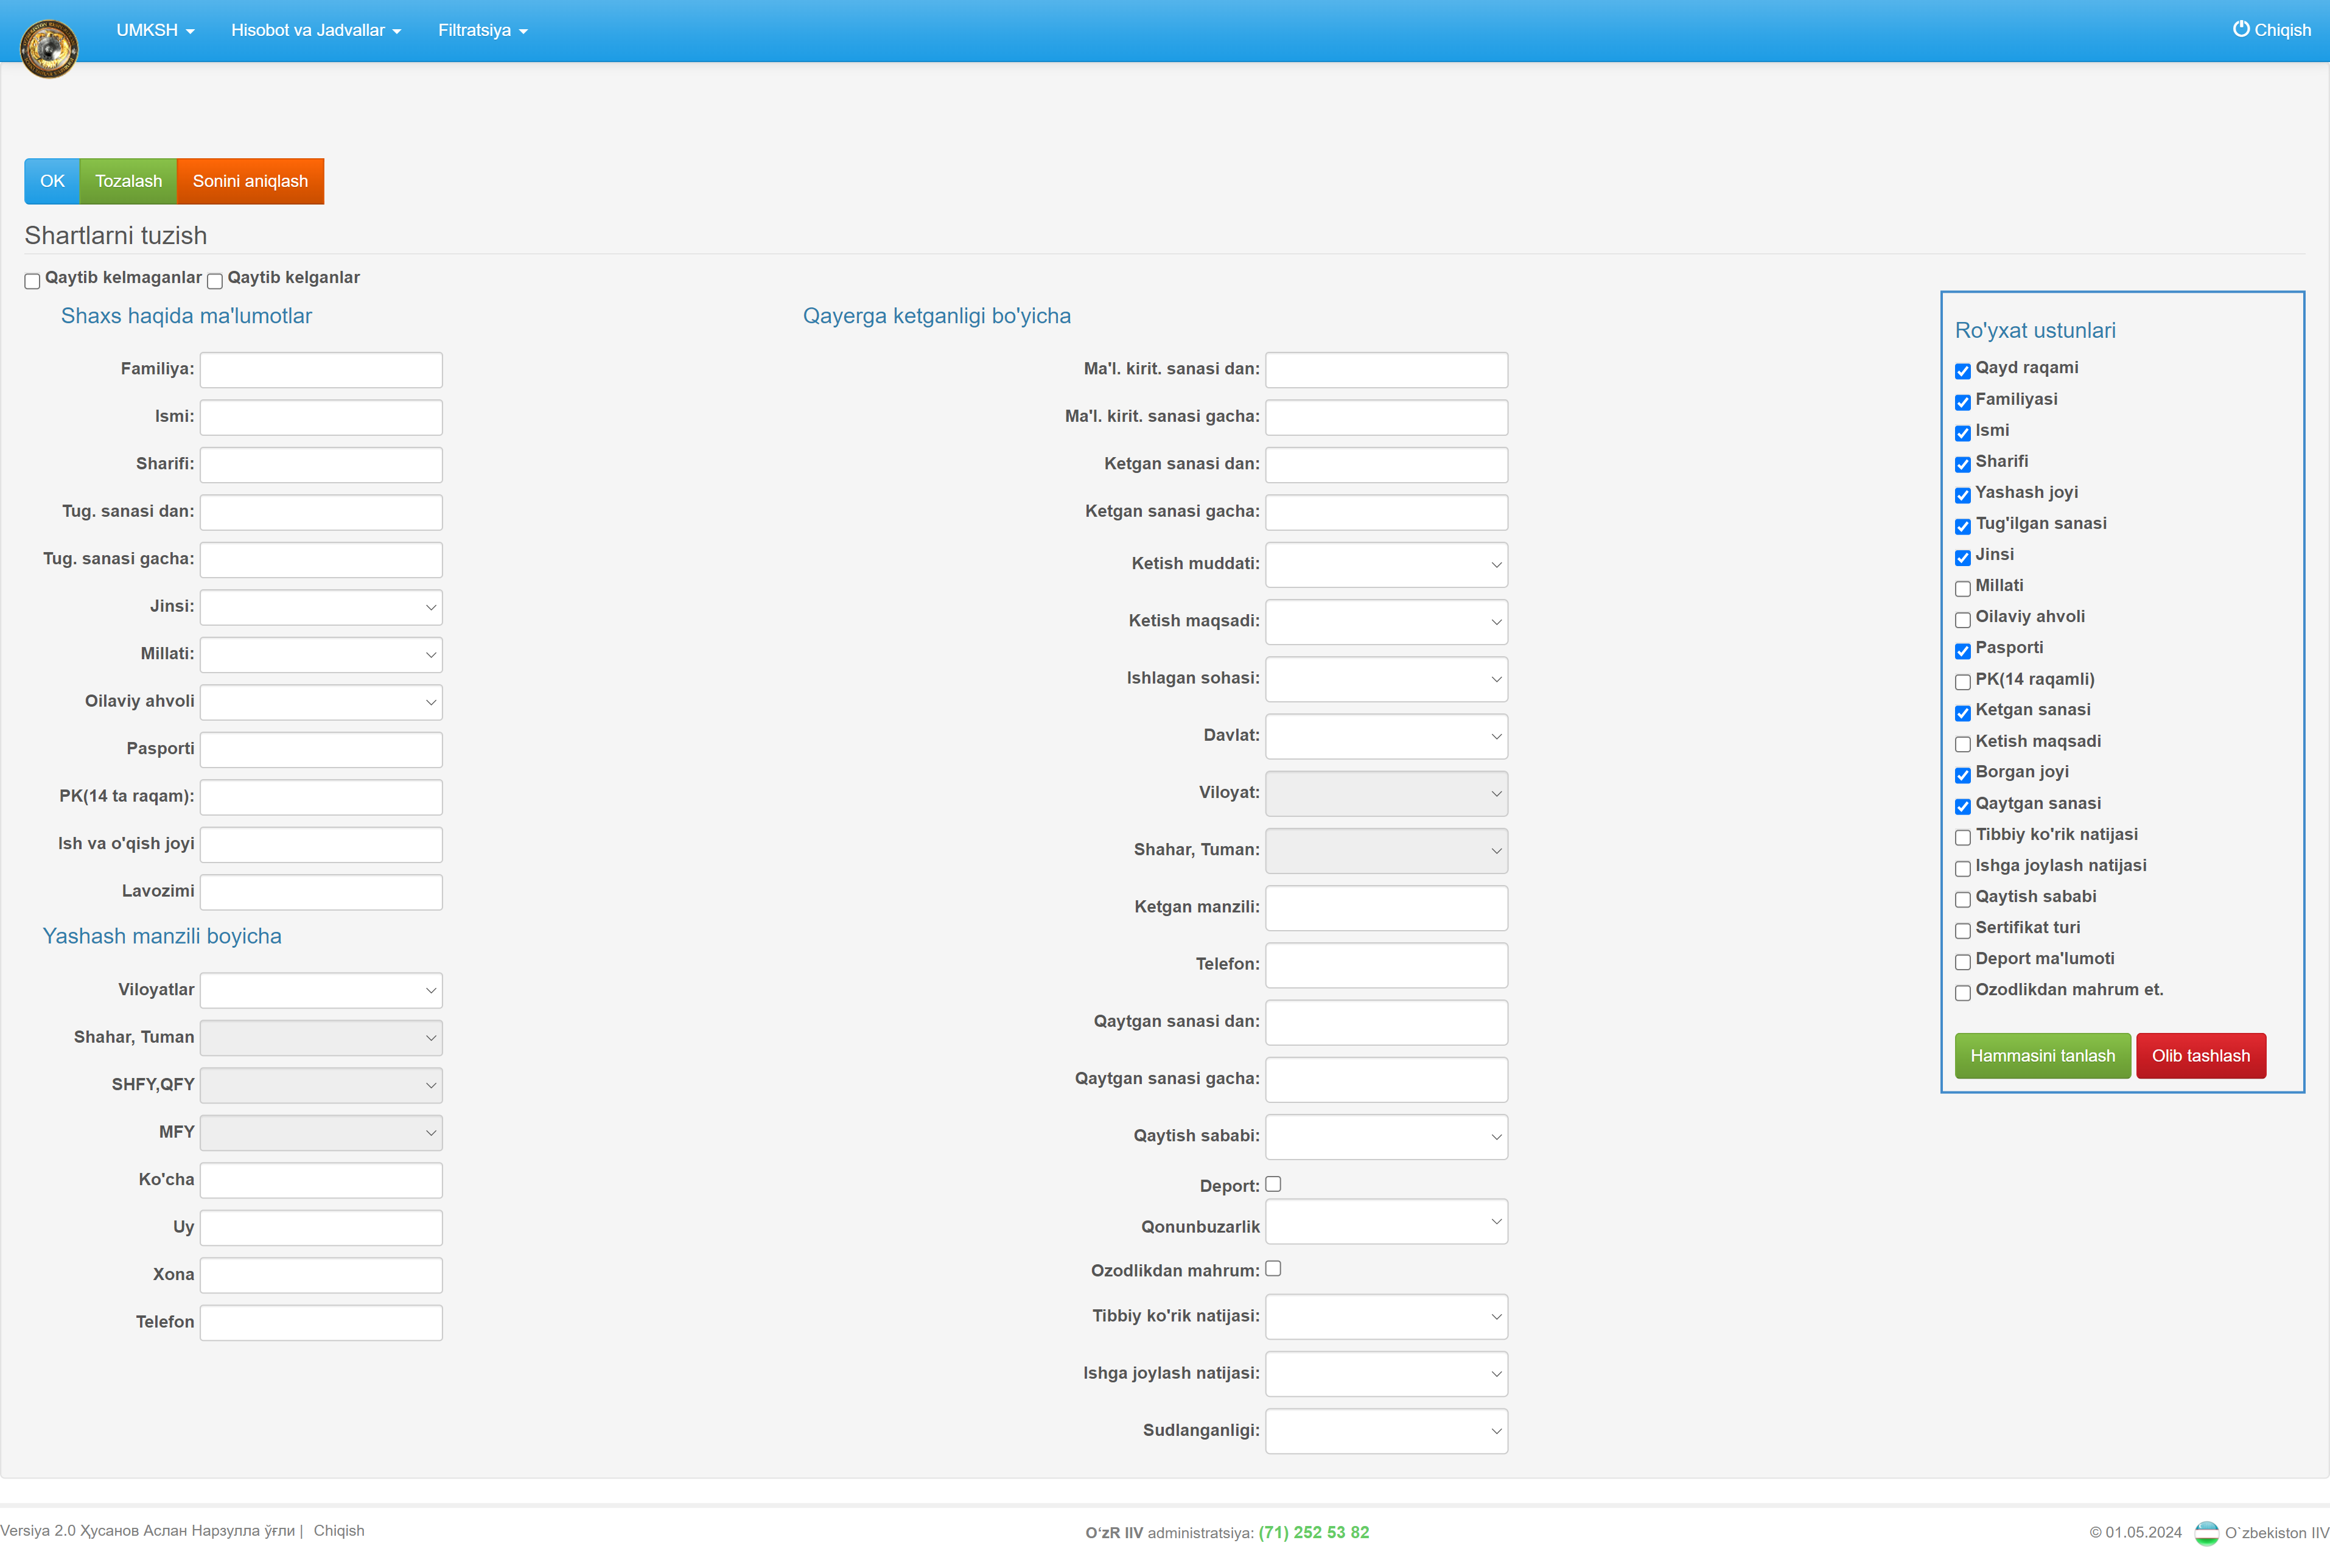 UMKSH
Hisobot va Jadvallar
Filtratsiya
Chiqish
OK
Tozalash
Sonini aniqlash
Shartlarni tuzish
Qaytib kelmaganlar
Qaytib kelganlar
Shaxs haqida ma'lumotlar
Familiya:
Ismi:
Sharifi:
Tug. sanasi dan:
Tug. sanasi gacha:
Jinsi:
Millati:
Oilaviy ahvoli
Pasporti
PK(14 ta raqam):
Ish va o'qish joyi
Lavozimi
Yashash manzili boyicha
Viloyatlar
Shahar, Tuman
SHFY,QFY
MFY
Ko'cha
Uy
Xona
Telefon
Qayerga ketganligi bo'yicha
Ma'l. kirit. sanasi dan:
Ma'l. kirit. sanasi gacha:
Ketgan sanasi dan:
Ketgan sanasi gacha:
Ketish muddati:
Ketish maqsadi:
Ishlagan sohasi:
Davlat:
Viloyat:
Shahar, Tuman:
Ketgan manzili:
Telefon:
Qaytgan sanasi dan:
Qaytgan sanasi gacha:
Qaytish sababi:
Deport:
Qonunbuzarlik
Ozodlikdan mahrum:
Tibbiy ko'rik natijasi:
Ishga joylash natijasi:
Sudlanganligi:
Ro'yxat ustunlari
Qayd raqami
Familiyasi
Ismi
Sharifi
Yashash joyi
Tug'ilgan sanasi
Jinsi
Millati
Oilaviy ahvoli
Pasporti
PK(14 raqamli)
Ketgan sanasi
Ketish maqsadi
Borgan joyi
Qaytgan sanasi
Tibbiy ko'rik natijasi
Ishga joylash natijasi
Qaytish sababi
Sertifikat turi
Deport ma'lumoti
Ozodlikdan mahrum et.
Hammasini tanlash
Olib tashlash
Versiya 2.0 Ҳусанов Аслан Нарзулла ўғли | Chiqish
O‘zR IIV administratsiya: (71) 252 53 82
© 01.05.2024 O`zbekiston IIV